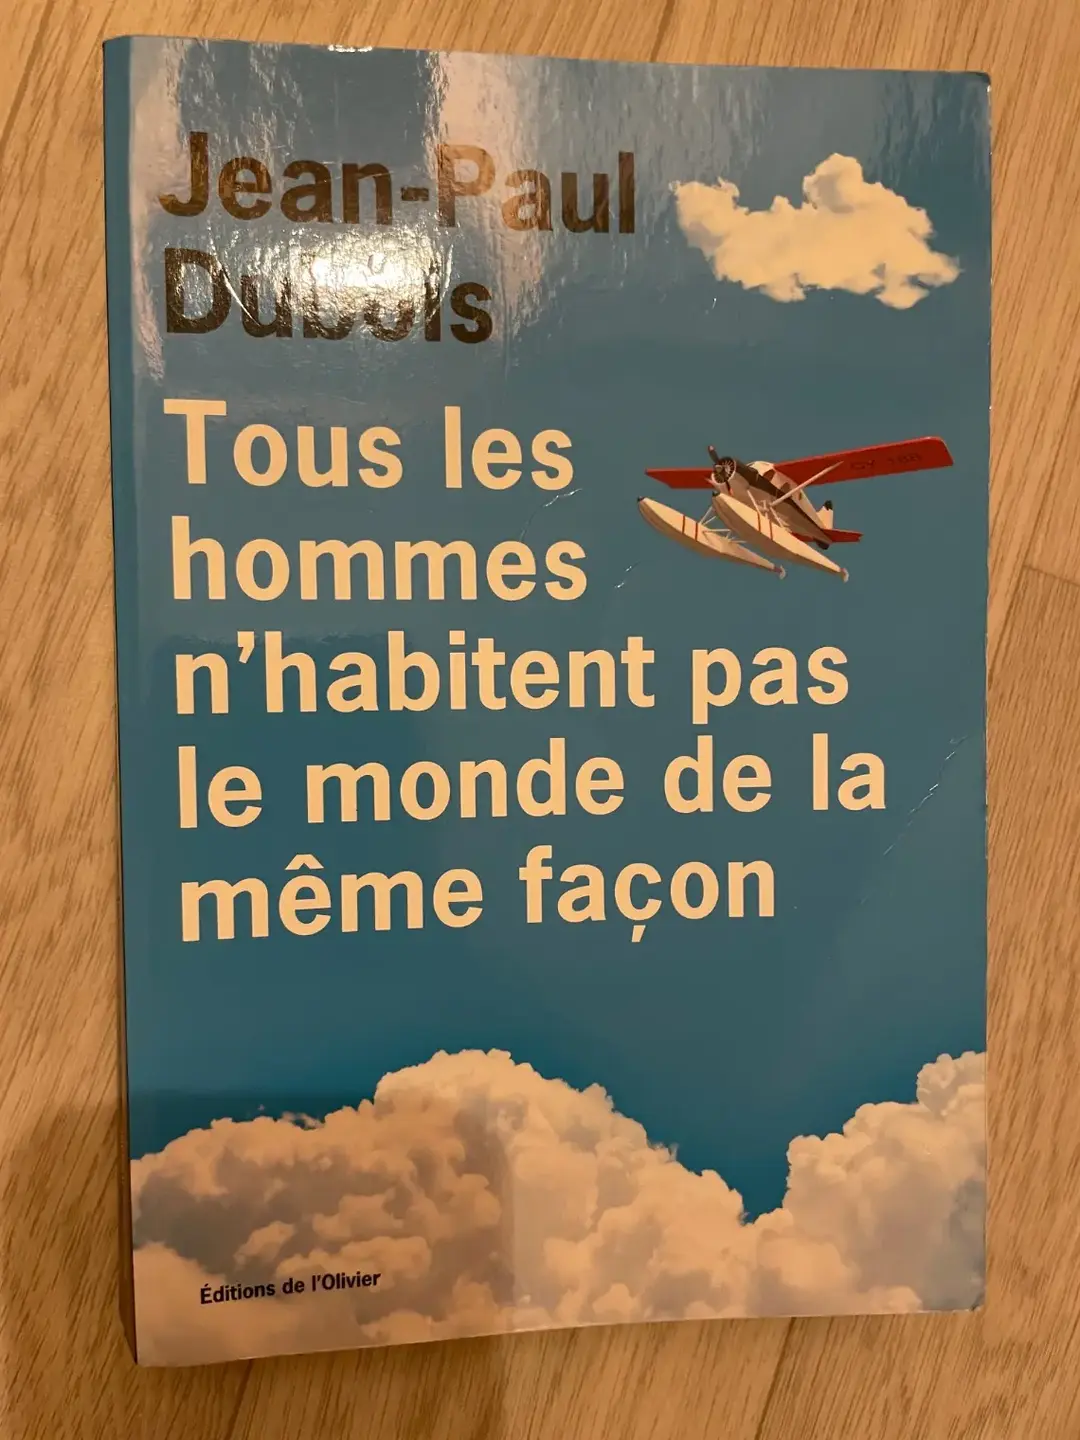 Jean-Paul
Dubois
Tous les
hommes
n'habitent pas
le monde de la
même façon
Éditions de l'Olivier